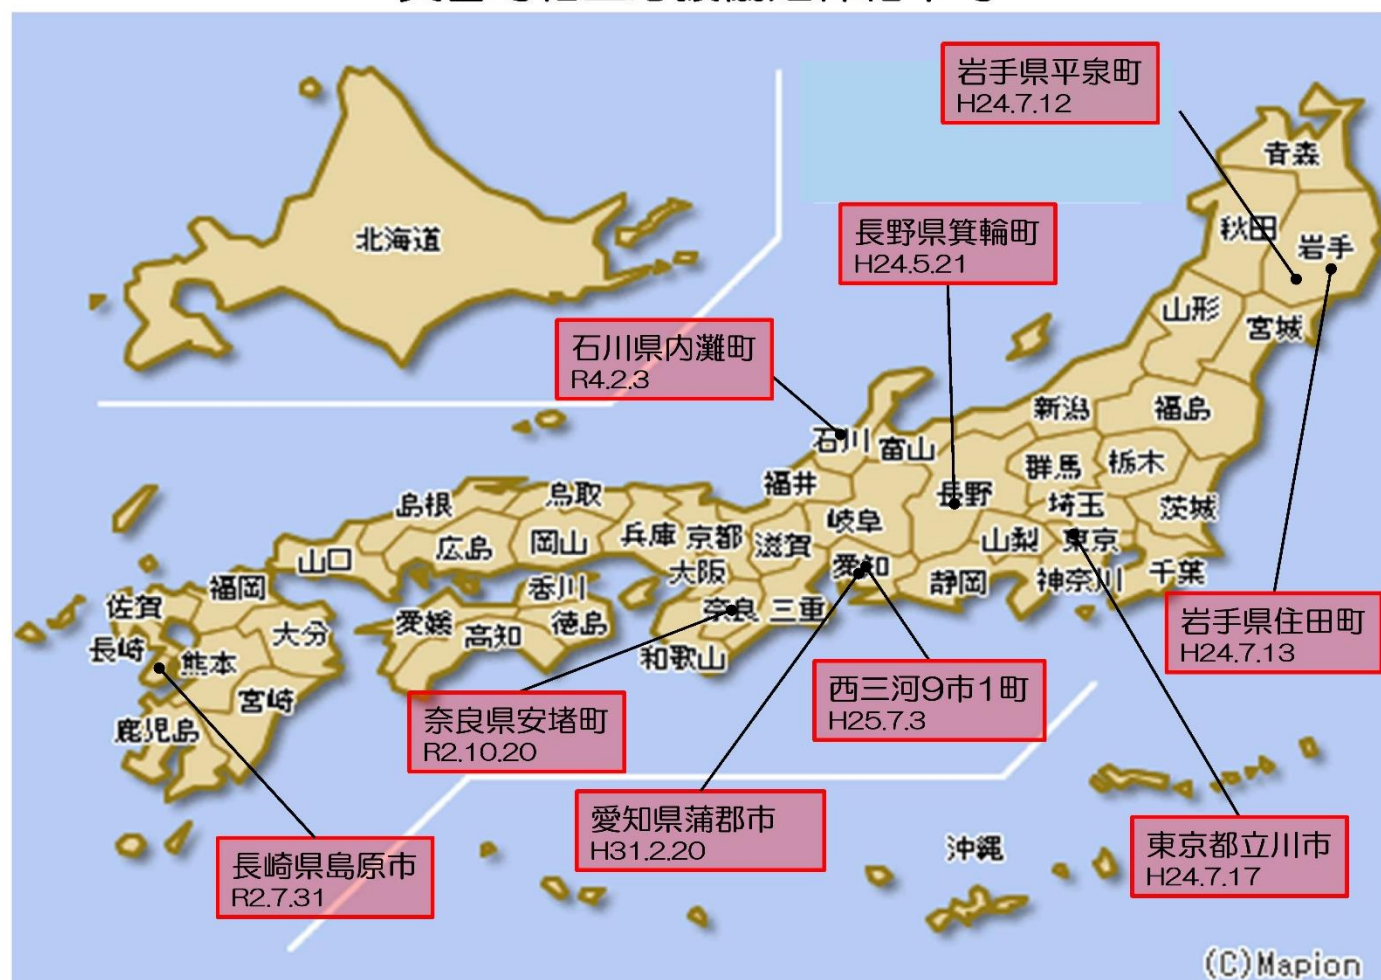 岩手県平泉町
H24.7.12
長野県箕輪町
H24.5.21
石川県内灘町
R4.2.3
北海道
青森
秋田
岩手
山形
宮城
新潟
福島
石川
富山
群馬
栃木
福井
長野
埼玉
茨城
岐阜
山梨
東京
島根
鳥取
兵庫
京都
滋賀
愛知
静岡
神奈川
千葉
山口
広島
岡山
大阪
香川
奈良
三重
福岡
佐賀
大分
愛媛
高知
徳島
和歌山
長崎
熊本
宮崎
鹿児島
岩手県住田町
H24.7.13
西三河9市1町
H25.7.3
奈良県安堵町
R2.10.20
愛知県蒲郡市
H31.2.20
長崎県島原市
R2.7.31
東京都立川市
H24.7.17
沖縄
(C)Mapion